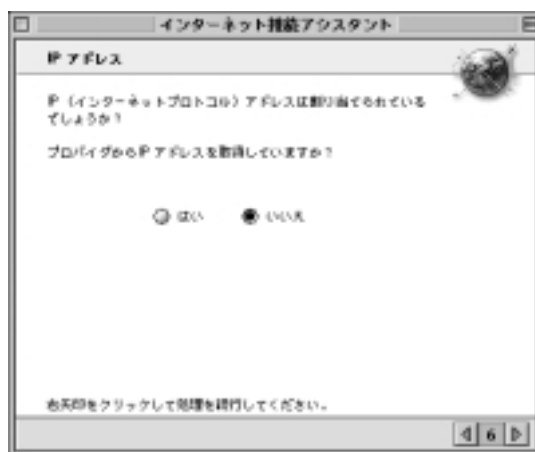 インターネット接続アシスタント
IP アドレス
IP（インターネットプロトコル）アドレスは割り当てられている
でしょうか？
プロバイダからIP アドレスを取得していますか？
はい いいえ
右矢印をクリックして処理を続行してください。
6